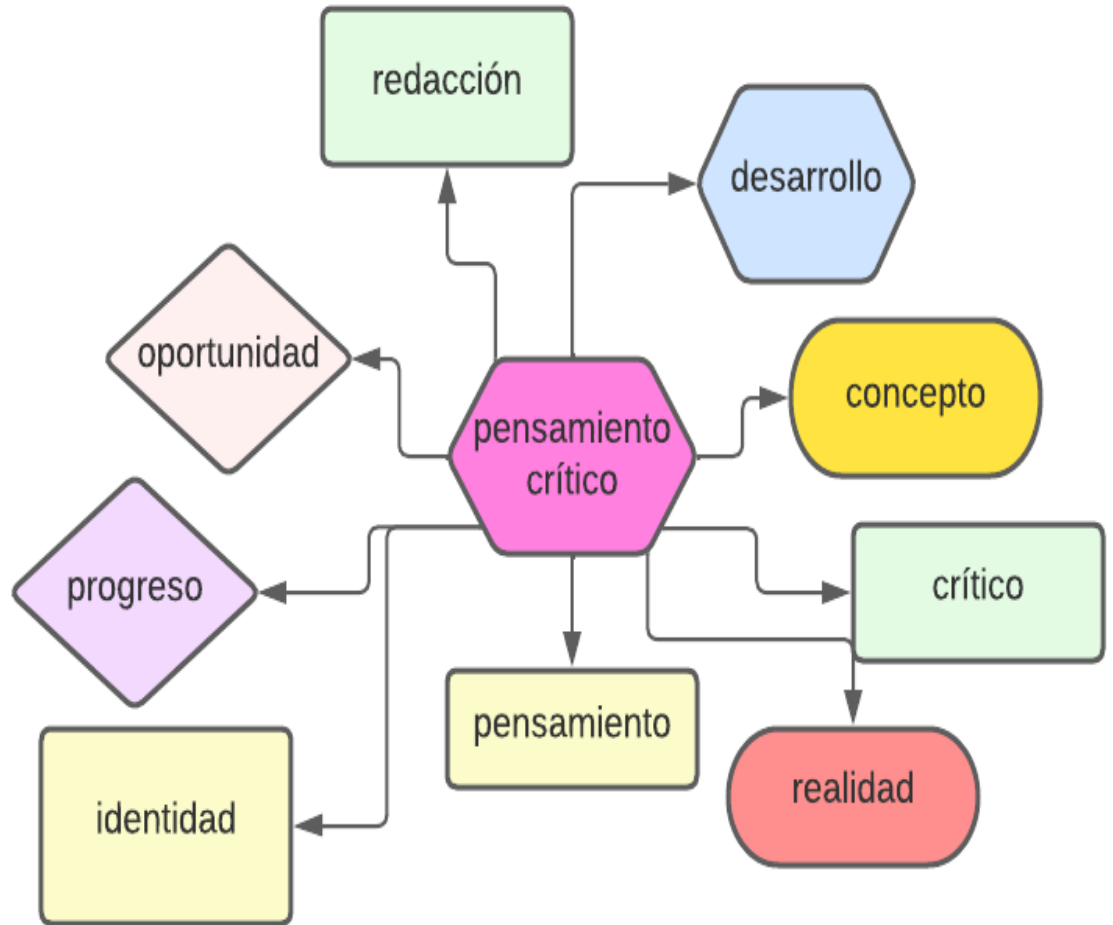 redacción
desarrollo
oportunidad
concepto
pensamiento
crítico
progreso
crítico
pensamiento
realidad
identidad